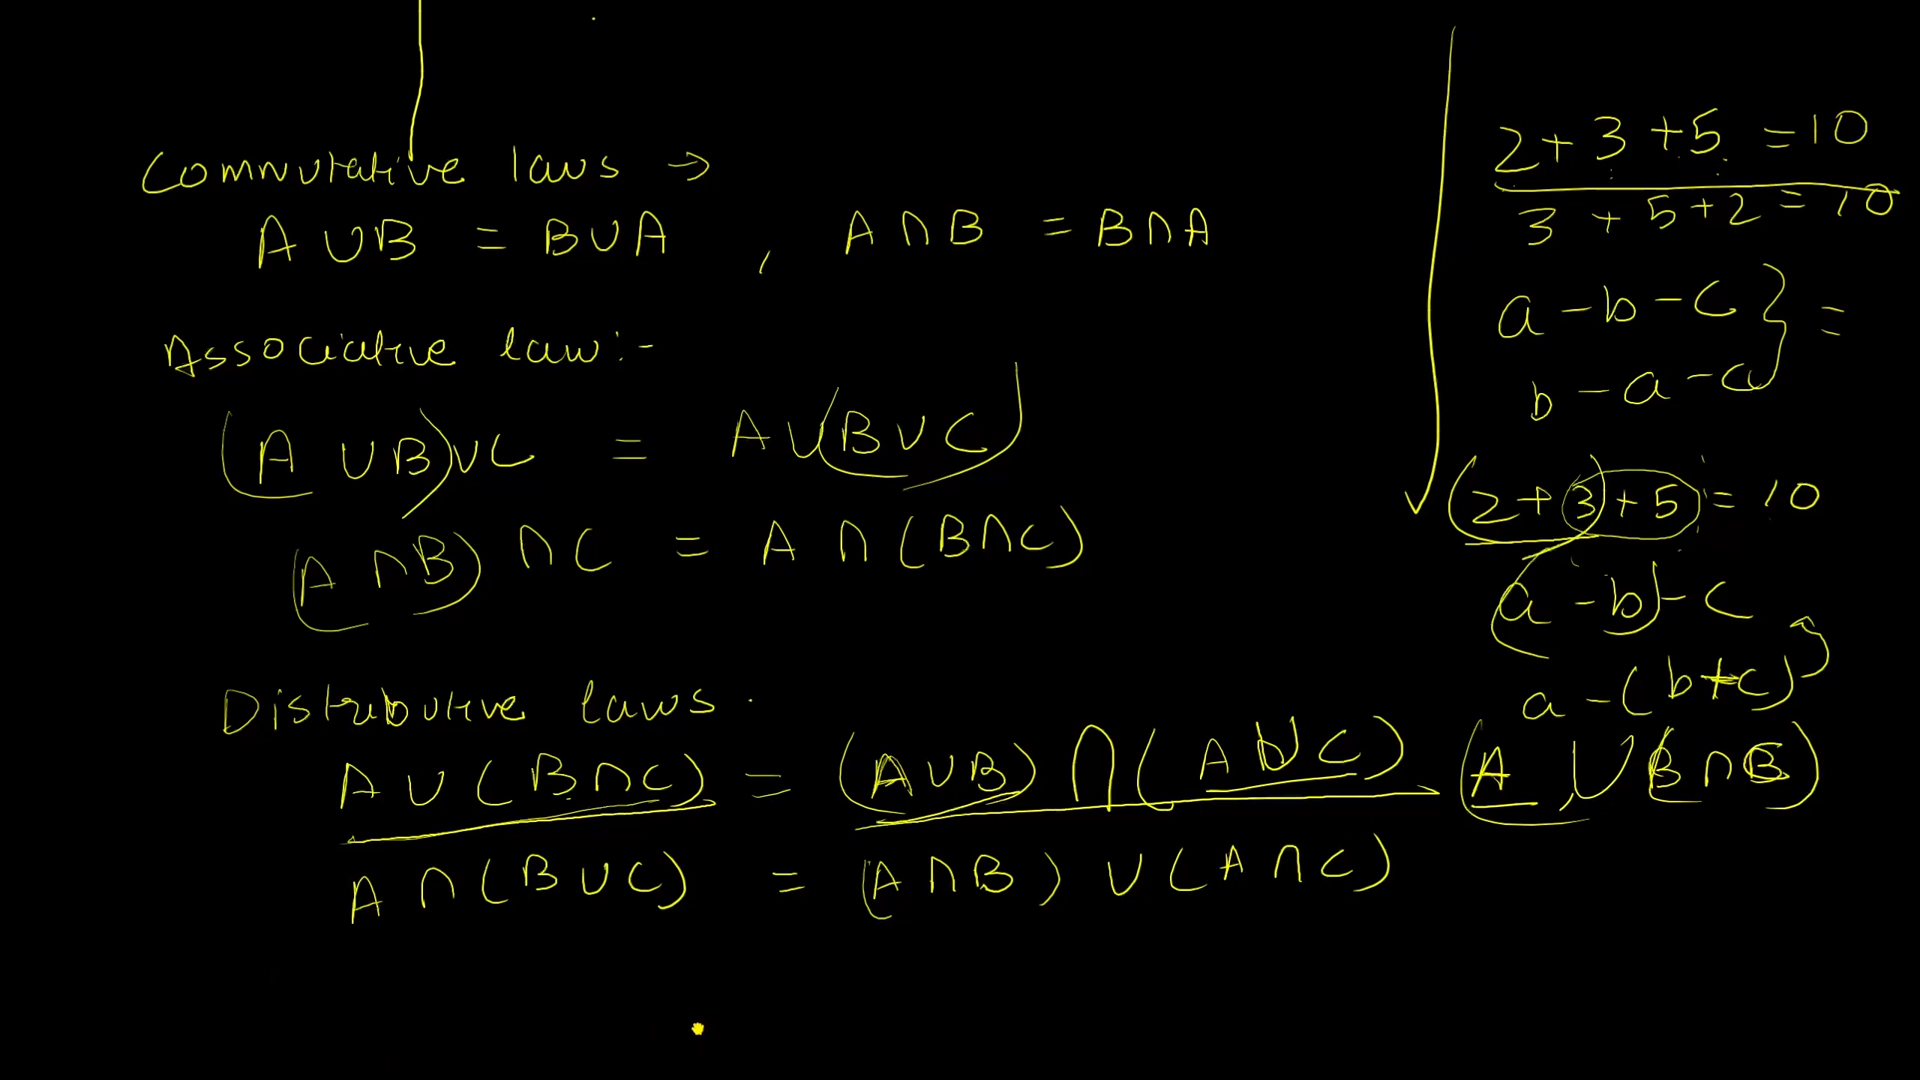 Commutative laws →
A ∪ B = B ∪ A , A ∩ B = B ∩ A
Associative law :-
(A ∪ B) ∪ C = A ∪ (B ∪ C)
(A ∩ B) ∩ C = A ∩ (B ∩ C)
Distributive laws .
A ∪ (B ∩ C) = (A ∪ B) ∩ (A ∪ C)
A ∩ (B ∪ C) = (A ∩ B) ∪ (A ∩ C)
2 + 3 + 5 = 10
3 + 5 + 2 = 10
a - b - c } =
b - a - c
(2 + 3) + 5 = 10
(a - b) - c
a - (b + c)
(A ∪ B ∩